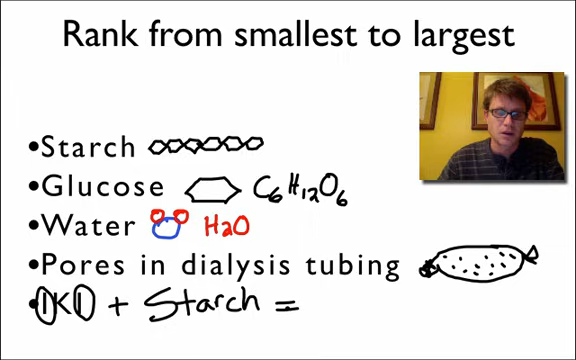 Rank from smallest to largest
•Starch
•Glucose C6H12O6
•Water H2O
•Pores in dialysis tubing
•IKI + Starch =